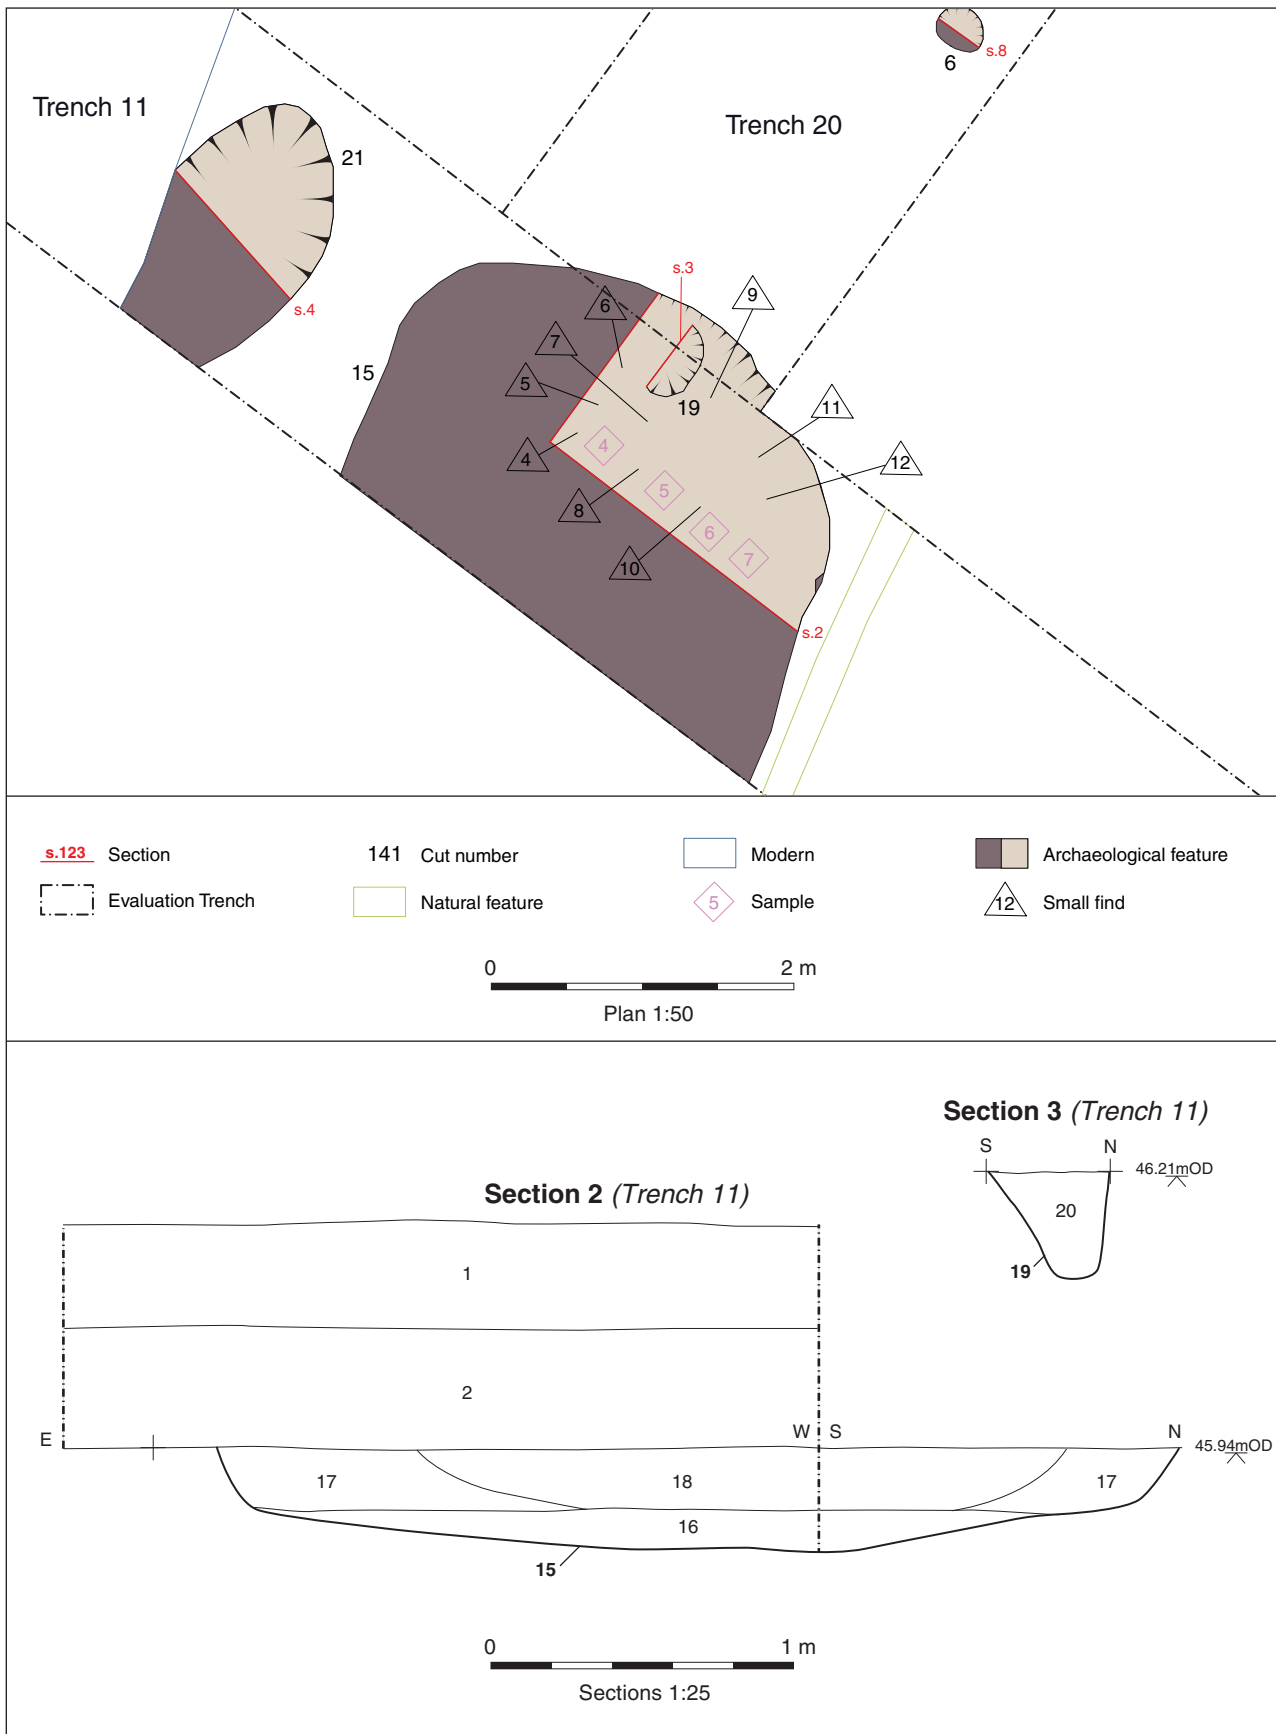 s.8
6
Trench 11
Trench 20
21
s.3
9
6
s.4
7
15
5
19
11
4
4
12
5
8
6
7
10
s.2
s.123 Section
141 Cut number
Modern
Archaeological feature
Evaluation Trench
Natural feature
5 Sample
12 Small find
0 2 m
Plan 1:50
Section 3 (Trench 11)
S N
46.21mOD
Section 2 (Trench 11)
20
19
1
2
E W S N
45.94mOD
17 18 17
16
15
0 1 m
Sections 1:25